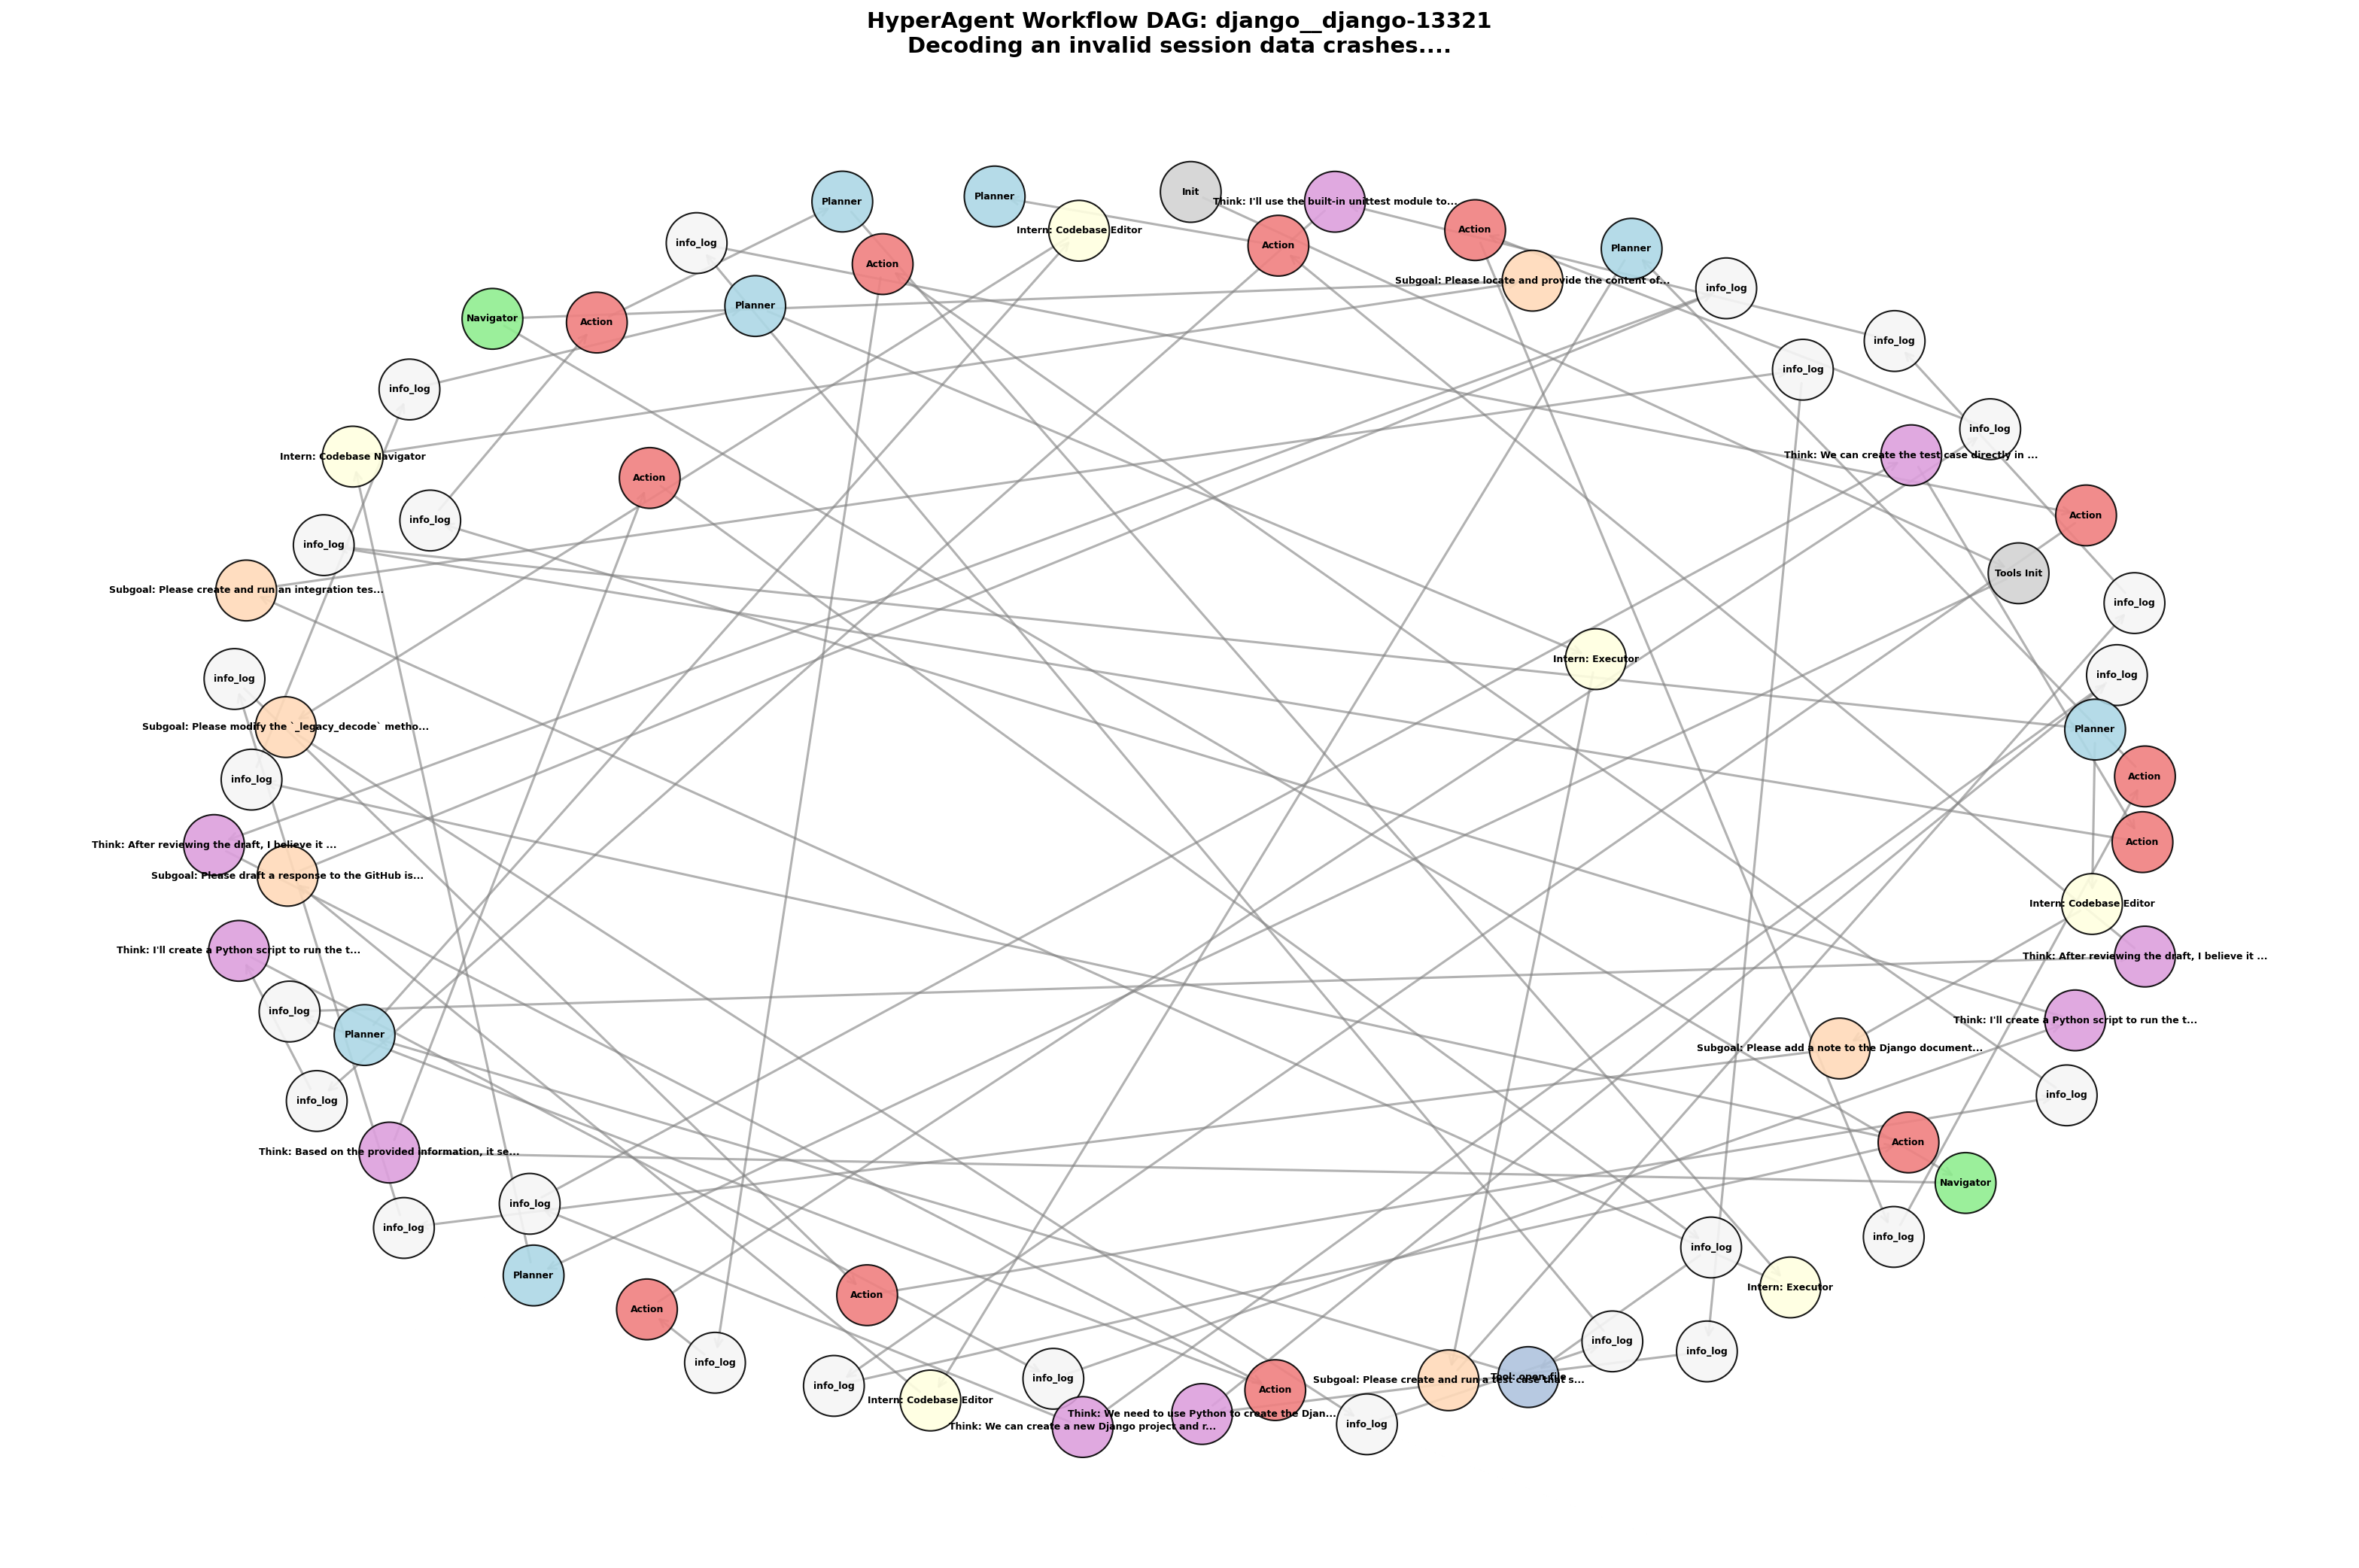 HyperAgent Workflow DAG: django__django-13321
Decoding an invalid session data crashes....
Init
Planner
Planner
Think: I'll use the built-in unittest module to...
Intern: Codebase Editor
Action
Action
info_log
Action
Planner
Subgoal: Please locate and provide the content of...
info_log
Planner
Navigator
Action
info_log
info_log
info_log
info_log
Intern: Codebase Navigator
Think: We can create the test case directly in ...
Action
Action
info_log
info_log
Tools Init
Subgoal: Please create and run an integration tes...
info_log
Intern: Executor
info_log
info_log
Subgoal: Please modify the `_legacy_decode` metho...
Planner
info_log
Action
Action
Think: After reviewing the draft, I believe it ...
Subgoal: Please draft a response to the GitHub is...
Intern: Codebase Editor
Think: I'll create a Python script to run the t...
Think: After reviewing the draft, I believe it ...
info_log
Think: I'll create a Python script to run the t...
Planner
Subgoal: Please add a note to the Django document...
info_log
info_log
Action
Think: Based on the provided information, it se...
Navigator
info_log
info_log
info_log
info_log
Planner
Intern: Executor
Action
Action
info_log
info_log
info_log
Tool: open_file
info_log
Subgoal: Please create and run a test case that s...
info_log
Action
Intern: Codebase Editor
Think: We need to use Python to create the Djan...
info_log
Think: We can create a new Django project and r...